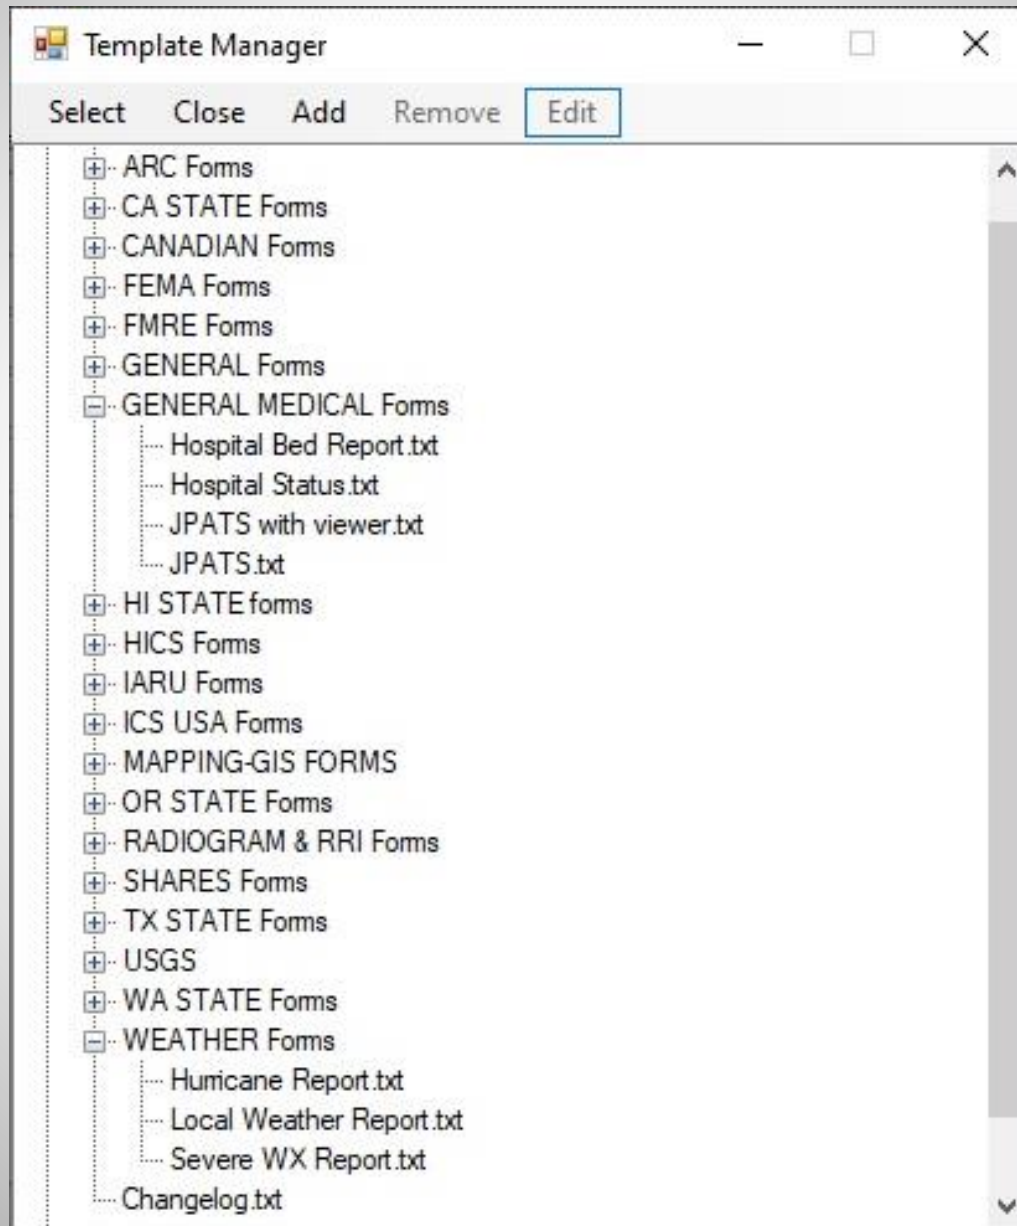 Template Manager
Select Close Add Remove Edit
ARC Forms
CA STATE Forms
CANADIAN Forms
FEMA Forms
FMRE Forms
GENERAL Forms
GENERAL MEDICAL Forms
Hospital Bed Report.txt
Hospital Status.txt
JPATS with viewer.txt
JPATS.txt
HI STATE forms
HICS Forms
IARU Forms
ICS USA Forms
MAPPING-GIS FORMS
OR STATE Forms
RADIOGRAM & RRI Forms
SHARES Forms
TX STATE Forms
USGS
WA STATE Forms
WEATHER Forms
Hurricane Report.txt
Local Weather Report.txt
Severe WX Report.txt
Changelog.txt